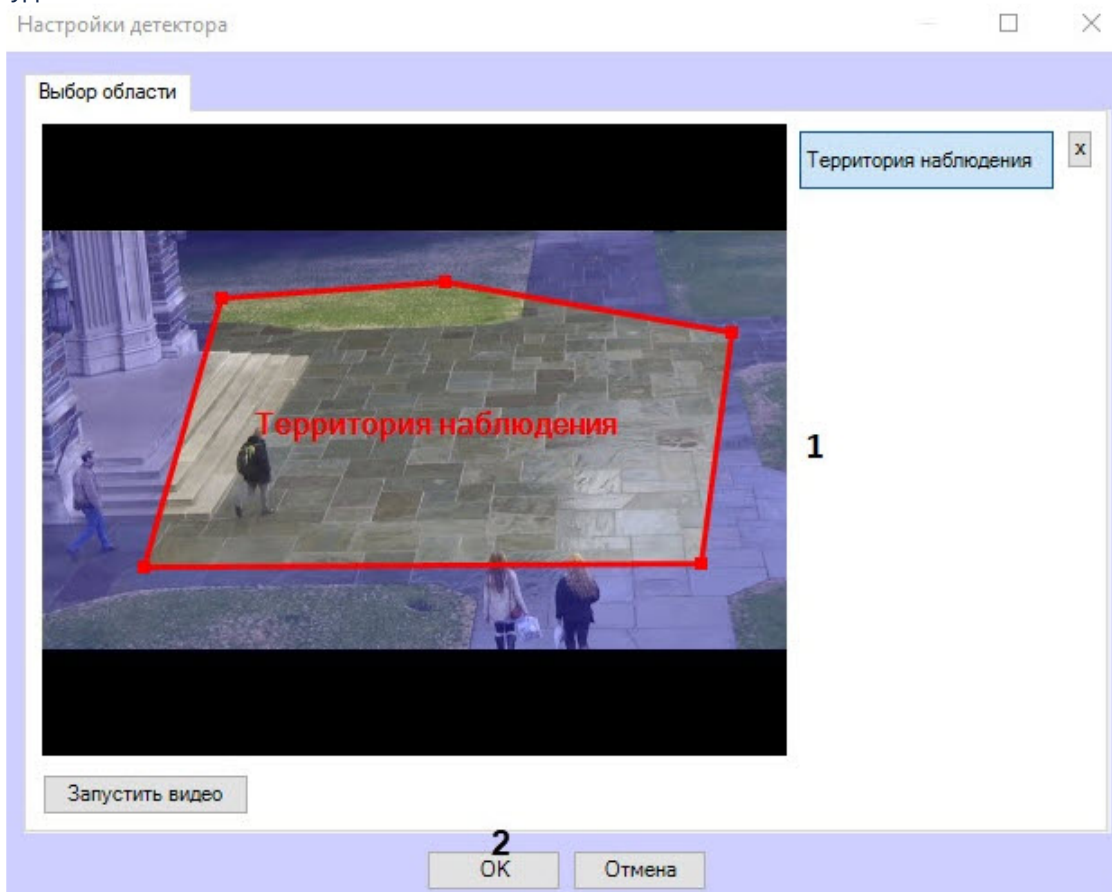 Настройки детектора
Выбор области
Территория наблюдения
x
Территория наблюдения
1
Запустить видео
2
OK
Отмена